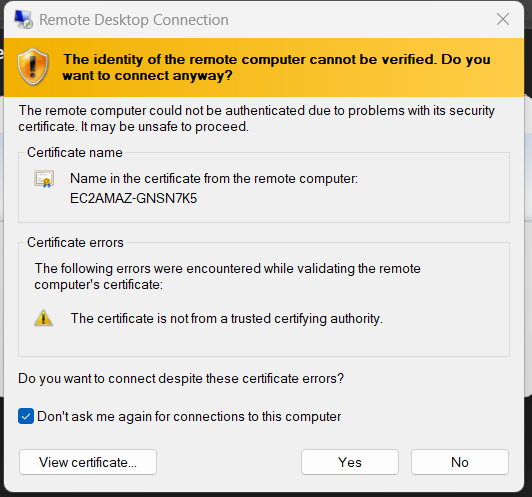 Remote Desktop Connection
The identity of the remote computer cannot be verified. Do you
want to connect anyway?
The remote computer could not be authenticated due to problems with its security
certificate. It may be unsafe to proceed.
Certificate name
Name in the certificate from the remote computer:
EC2AMAZ-GNSN7K5
Certificate errors
The following errors were encountered while validating the remote
computer's certificate:
The certificate is not from a trusted certifying authority.
Do you want to connect despite these certificate errors?
Don't ask me again for connections to this computer
View certificate...
Yes
No